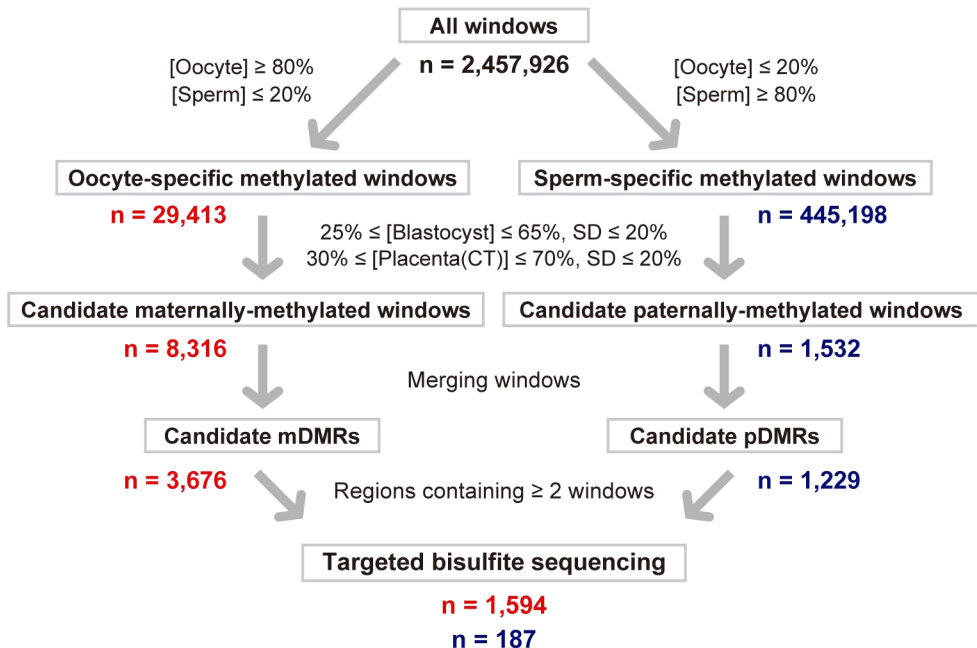 All windows
n = 2,457,926
[Oocyte] ≥ 80%
[Sperm] ≤ 20%
[Oocyte] ≤ 20%
[Sperm] ≥ 80%
Oocyte-specific methylated windows
Sperm-specific methylated windows
n = 29,413
n = 445,198
25% ≤ [Blastocyst] ≤ 65%, SD ≤ 20%
30% ≤ [Placenta(CT)] ≤ 70%, SD ≤ 20%
Candidate maternally-methylated windows
Candidate paternally-methylated windows
n = 8,316
n = 1,532
Merging windows
Candidate mDMRs
Candidate pDMRs
n = 3,676
n = 1,229
Regions containing ≥ 2 windows
Targeted bisulfite sequencing
n = 1,594
n = 187